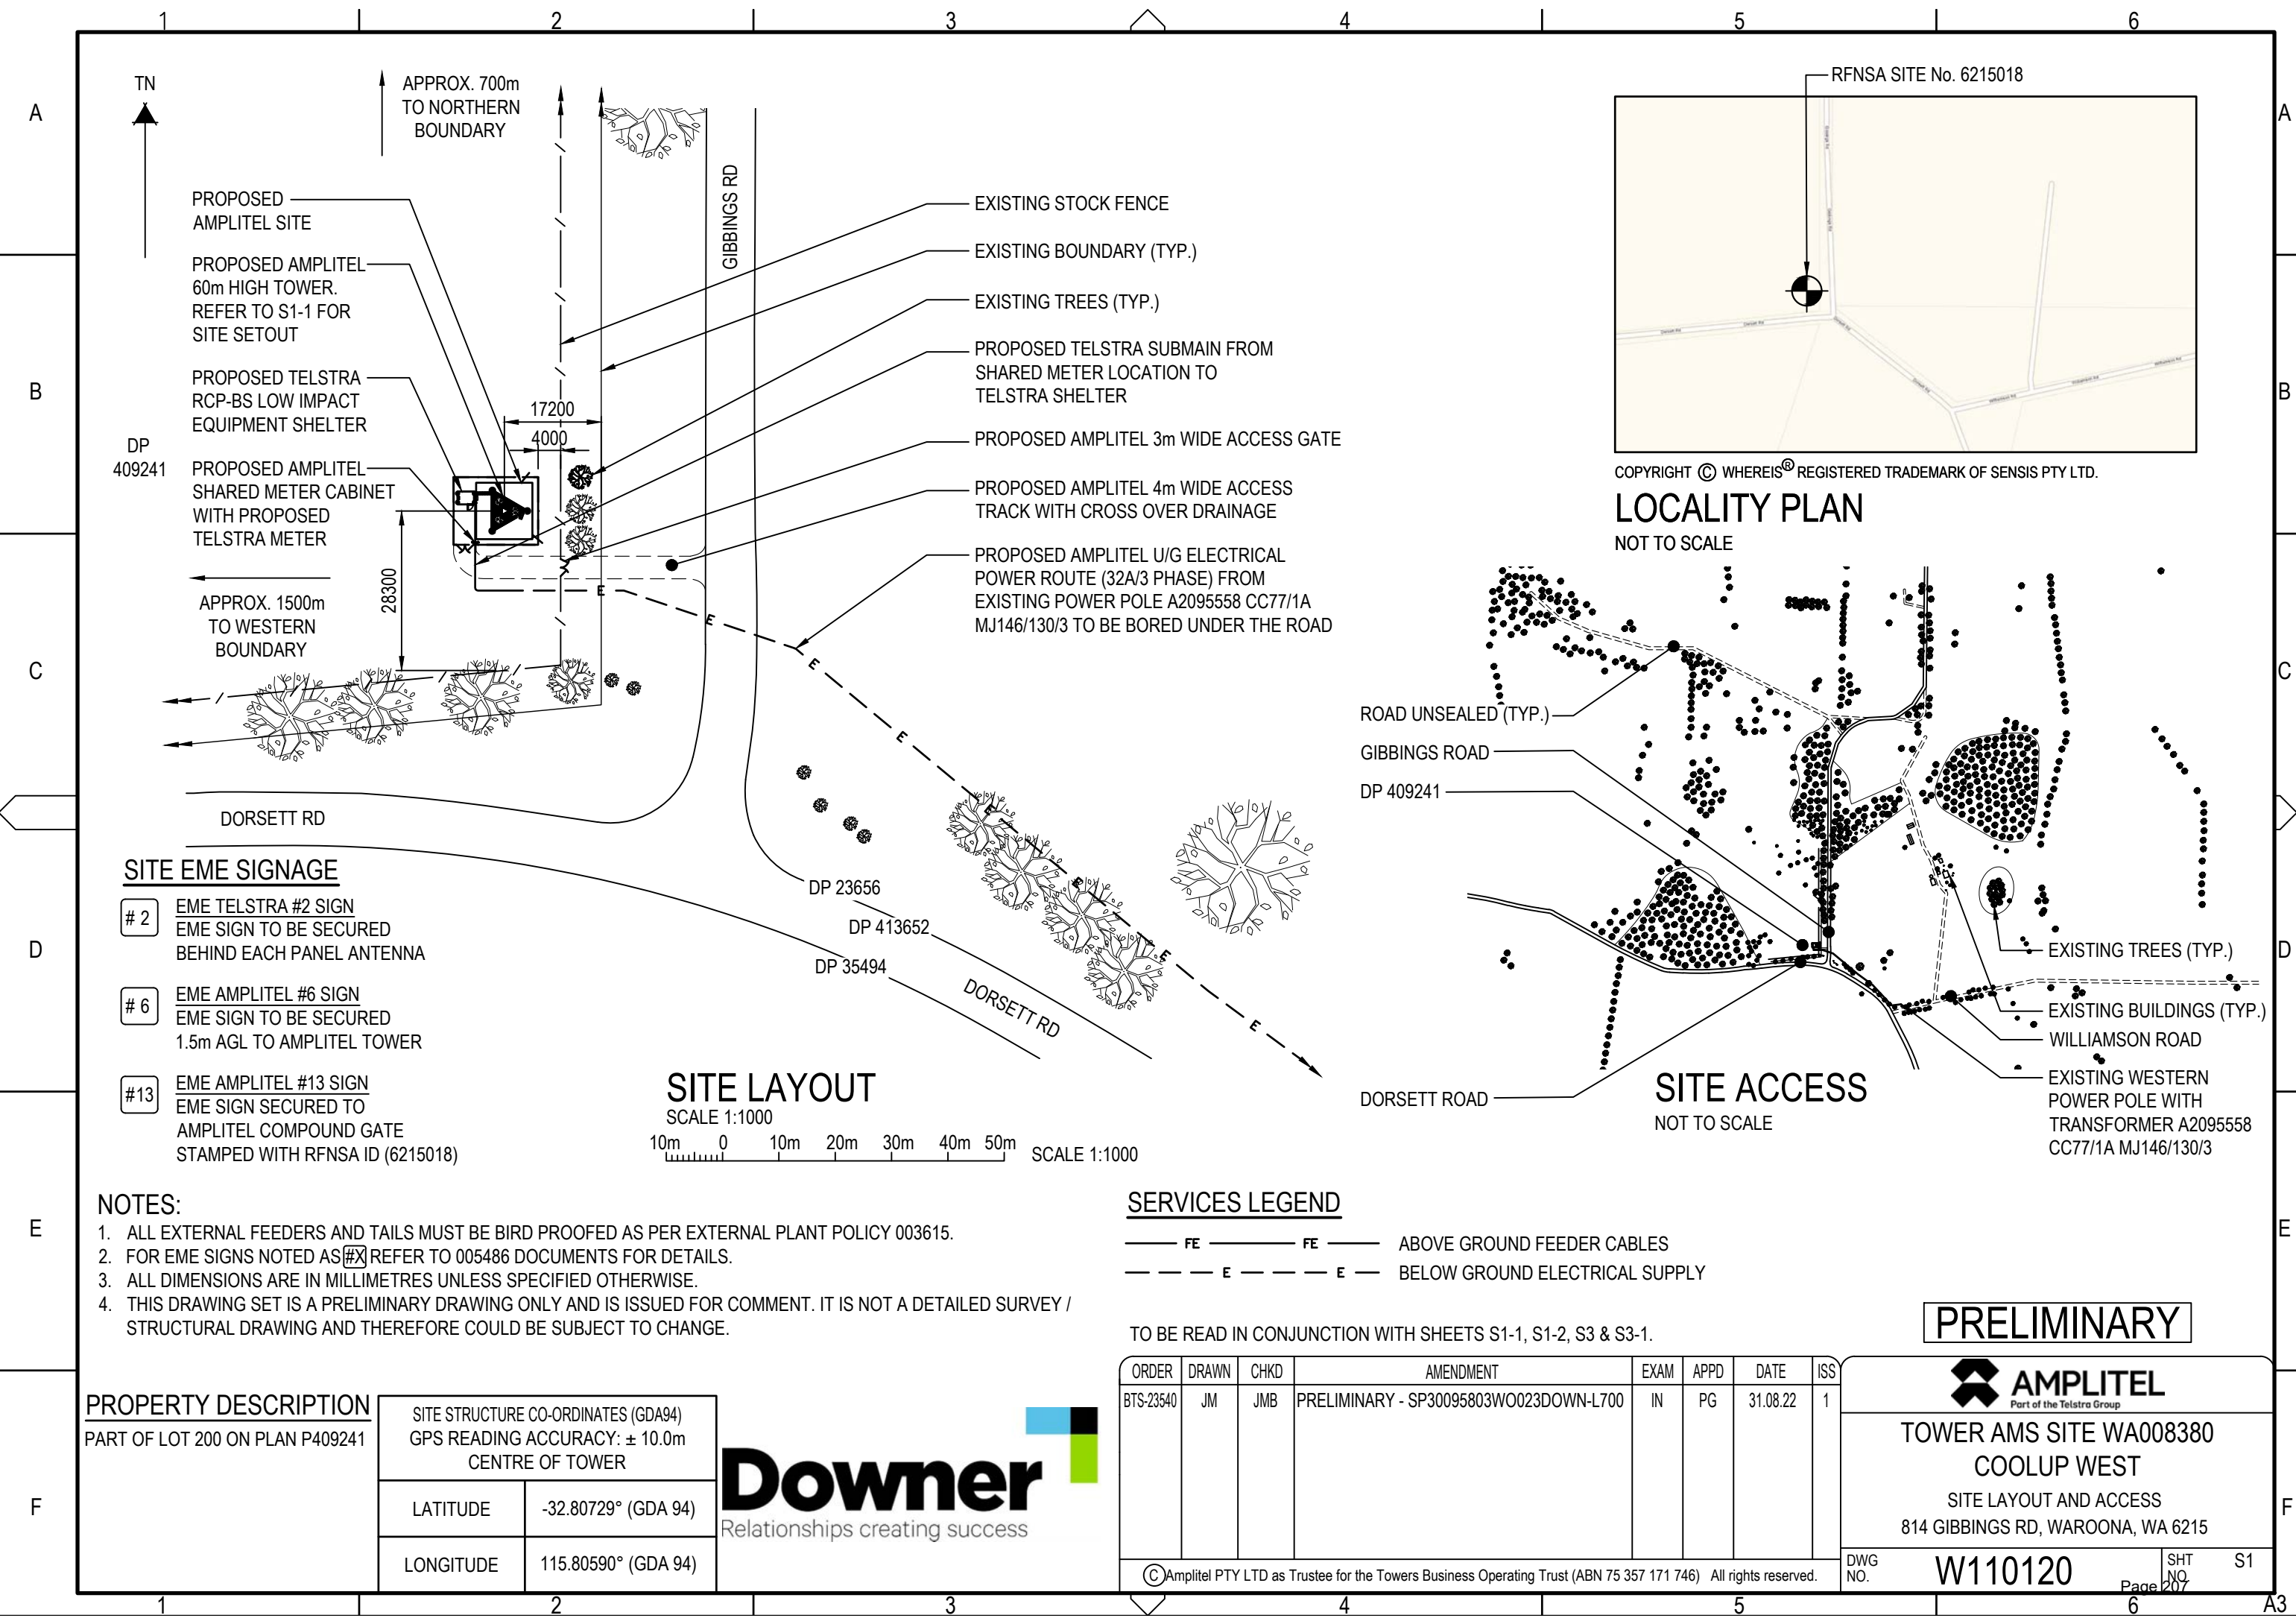 1 2 3 4 5 6
A
B
C
D
E
F
TN
APPROX. 700m
TO NORTHERN
BOUNDARY
PROPOSED
AMPLITEL SITE
PROPOSED AMPLITEL
60m HIGH TOWER.
REFER TO S1-1 FOR
SITE SETOUT
PROPOSED TELSTRA
RCP-BS LOW IMPACT
EQUIPMENT SHELTER
DP
409241
PROPOSED AMPLITEL
SHARED METER CABINET
WITH PROPOSED
TELSTRA METER
APPROX. 1500m
TO WESTERN
BOUNDARY
17200
4000
28300
GIBBINGS RD
EXISTING STOCK FENCE
EXISTING BOUNDARY (TYP.)
EXISTING TREES (TYP.)
PROPOSED TELSTRA SUBMAIN FROM
SHARED METER LOCATION TO
TELSTRA SHELTER
PROPOSED AMPLITEL 3m WIDE ACCESS GATE
PROPOSED AMPLITEL 4m WIDE ACCESS
TRACK WITH CROSS OVER DRAINAGE
PROPOSED AMPLITEL U/G ELECTRICAL
POWER ROUTE (32A/3 PHASE) FROM
EXISTING POWER POLE A2095558 CC77/1A
MJ146/130/3 TO BE BORED UNDER THE ROAD
E E E E E E E E
DORSETT RD
DP 23656
DP 413652
DP 35494
DORSETT RD
RFNSA SITE No. 6215018
COPYRIGHT © WHEREIS® REGISTERED TRADEMARK OF SENSIS PTY LTD.
LOCALITY PLAN
NOT TO SCALE
ROAD UNSEALED (TYP.)
GIBBINGS ROAD
DP 409241
DORSETT ROAD
EXISTING TREES (TYP.)
EXISTING BUILDINGS (TYP.)
WILLIAMSON ROAD
EXISTING WESTERN
POWER POLE WITH
TRANSFORMER A2095558
CC77/1A MJ146/130/3
SITE ACCESS
NOT TO SCALE
SITE EME SIGNAGE
# 2
EME TELSTRA #2 SIGN
EME SIGN TO BE SECURED
BEHIND EACH PANEL ANTENNA
# 6
EME AMPLITEL #6 SIGN
EME SIGN TO BE SECURED
1.5m AGL TO AMPLITEL TOWER
#13
EME AMPLITEL #13 SIGN
EME SIGN SECURED TO
AMPLITEL COMPOUND GATE
STAMPED WITH RFNSA ID (6215018)
SITE LAYOUT
SCALE 1:1000
10m 0 10m 20m 30m 40m 50m SCALE 1:1000
NOTES:
1. ALL EXTERNAL FEEDERS AND TAILS MUST BE BIRD PROOFED AS PER EXTERNAL PLANT POLICY 003615.
2. FOR EME SIGNS NOTED AS #X REFER TO 005486 DOCUMENTS FOR DETAILS.
3. ALL DIMENSIONS ARE IN MILLIMETRES UNLESS SPECIFIED OTHERWISE.
4. THIS DRAWING SET IS A PRELIMINARY DRAWING ONLY AND IS ISSUED FOR COMMENT. IT IS NOT A DETAILED SURVEY /
STRUCTURAL DRAWING AND THEREFORE COULD BE SUBJECT TO CHANGE.
SERVICES LEGEND
FE FE ABOVE GROUND FEEDER CABLES
E E BELOW GROUND ELECTRICAL SUPPLY
TO BE READ IN CONJUNCTION WITH SHEETS S1-1, S1-2, S3 & S3-1.
PRELIMINARY
PROPERTY DESCRIPTION
PART OF LOT 200 ON PLAN P409241
SITE STRUCTURE CO-ORDINATES (GDA94)
GPS READING ACCURACY: ± 10.0m
CENTRE OF TOWER
LATITUDE -32.80729° (GDA 94)
LONGITUDE 115.80590° (GDA 94)
Downer
Relationships creating success
ORDER DRAWN CHKD AMENDMENT EXAM APPD DATE ISS
BTS-23540 JM JMB PRELIMINARY - SP30095803WO023DOWN-L700 IN PG 31.08.22 1
© Amplitel PTY LTD as Trustee for the Towers Business Operating Trust (ABN 75 357 171 746) All rights reserved.
AMPLITEL
Part of the Telstra Group
TOWER AMS SITE WA008380
COOLUP WEST
SITE LAYOUT AND ACCESS
814 GIBBINGS RD, WAROONA, WA 6215
DWG
NO.
W110120
SHT
NO.
S1
Page 207
1 2 3 4 5 6
A
B
C
D
E
F
A3